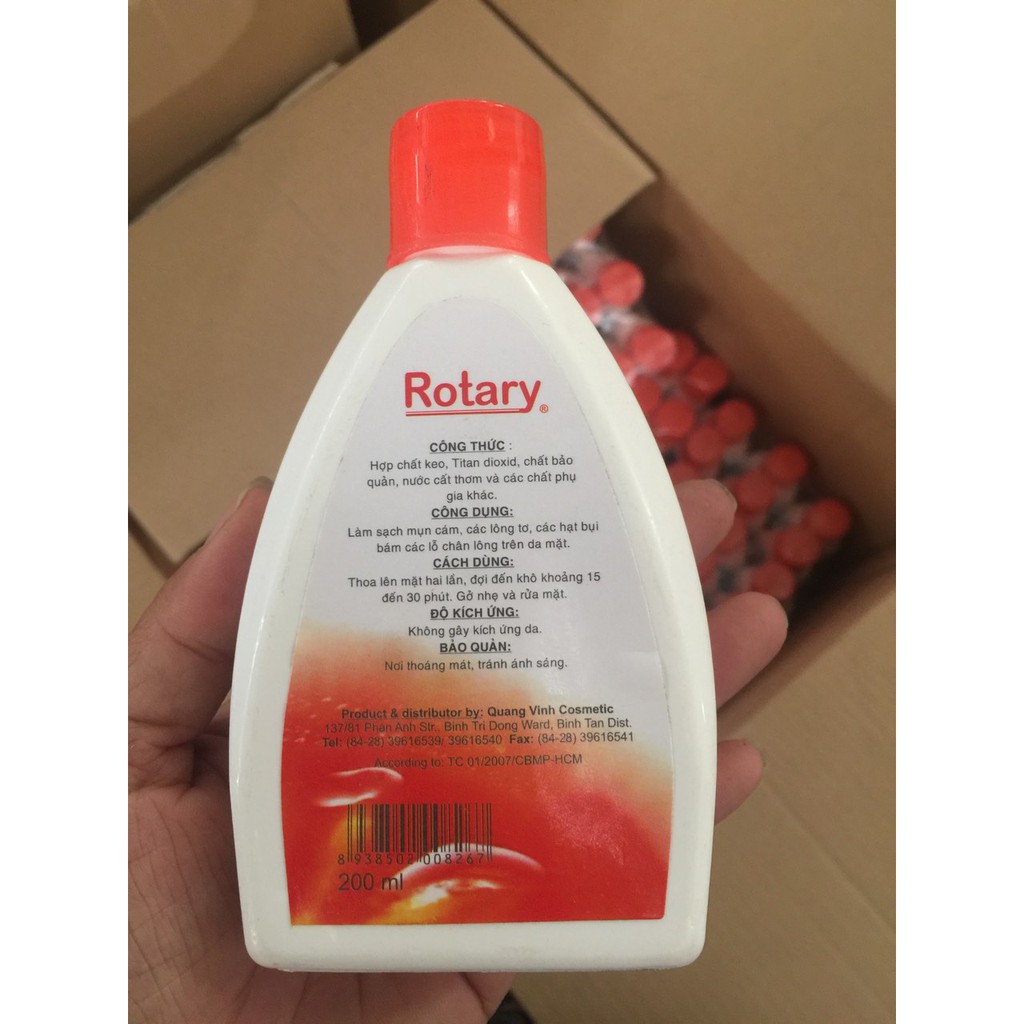 Rotary®
CÔNG THỨC :
Hợp chất keo, Titan dioxid, chất bảo
quản, nước cất thơm và các chất phụ
gia khác.
CÔNG DỤNG:
Làm sạch mụn cám, các lông tơ, các hạt bụi
bám các lỗ chân lông trên da mặt.
CÁCH DÙNG:
Thoa lên mặt hai lần, đợi đến khô khoảng 15
đến 30 phút. Gở nhẹ và rửa mặt.
ĐỘ KÍCH ỨNG:
Không gây kích ứng da.
BẢO QUẢN:
Nơi thoáng mát, tránh ánh sáng.
Product & distributor by: Quang Vinh Cosmetic
137/81 Phan Anh Str., Binh Tri Dong Ward, Binh Tan Dist.
Tel: (84-28) 39616539/ 39616540 Fax: (84-28) 39616541
According to: TC 01/2007/CBMP-HCM
8 938502 008267
200 ml